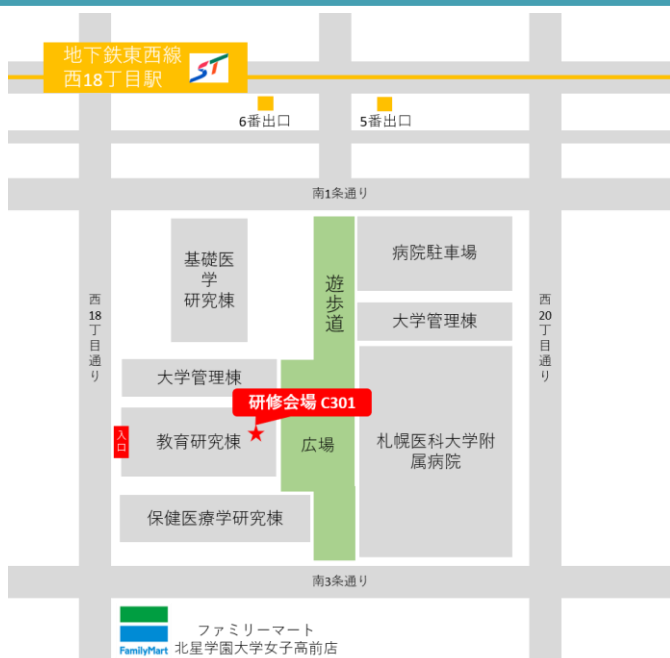 地下鉄東西線
西18丁目駅
ST
6番出口
5番出口
南1条通り
基礎医
学
研究棟
遊歩道
病院駐車場
西18丁目通り
西20丁目通り
大学管理棟
大学管理棟
研修会場 C301
入口
教育研究棟
広場
札幌医科大学附
属病院
保健医療学研究棟
南3条通り
FamilyMart
ファミリーマート
北星学園大学女子高前店